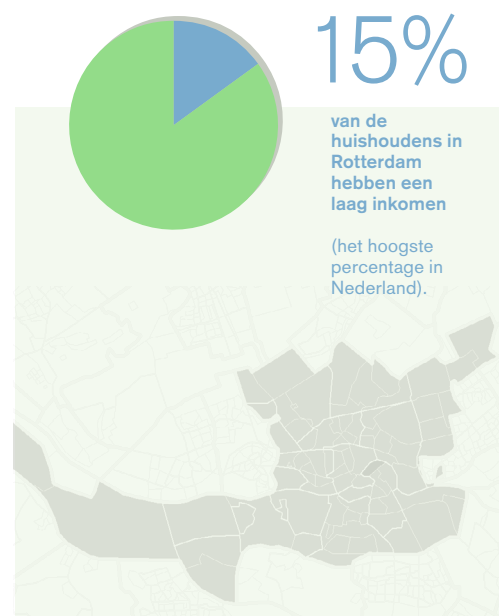 15%
van de
huishoudens in
Rotterdam
hebben een
laag inkomen
(het hoogste
percentage in
Nederland).